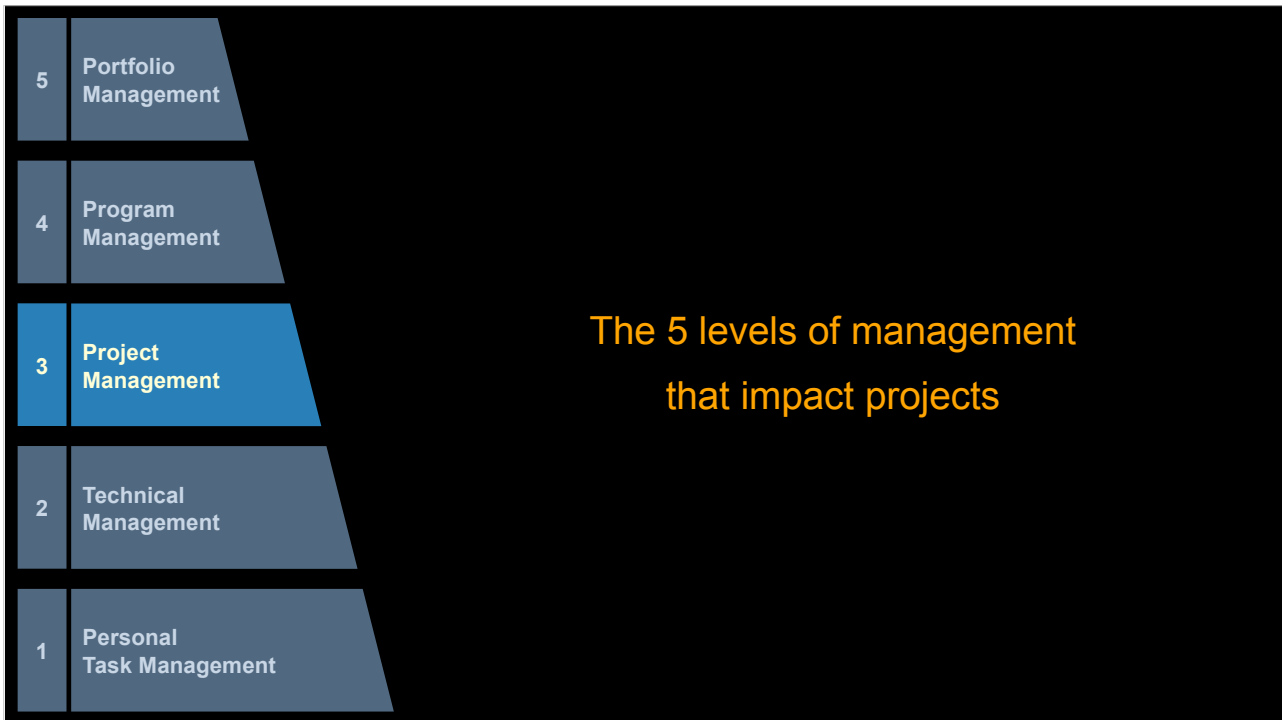 5
Portfolio
Management
4
Program
Management
3
Project
Management
2
Technical
Management
1
Personal
Task Management
The 5 levels of management
that impact projects